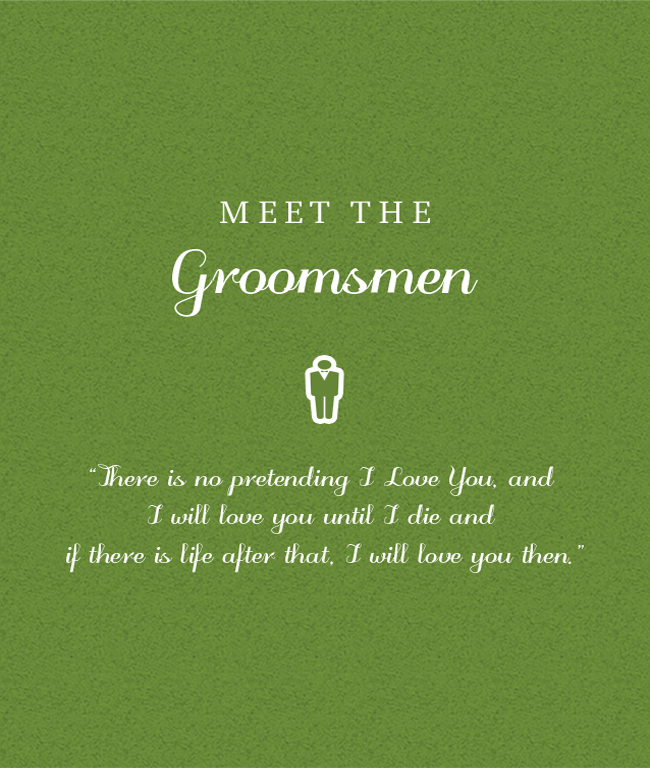 MEET THE
Groomsmen
“There is no pretending I Love You, and
I will love you until I die and
if there is life after that, I will love you then.”